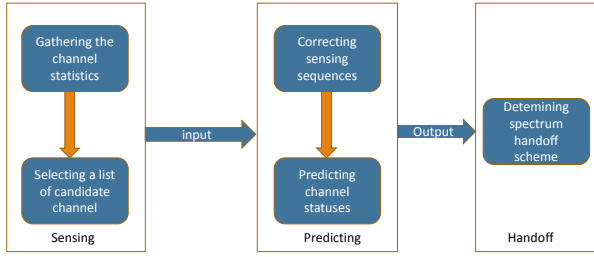 Gathering the
channel
statistics
Selecting a list
of candidate
channel
Sensing
input
Correcting
sensing
sequences
Predicting
channel
statuses
Predicting
Output
Detemining
spectrum
handoff
scheme
Handoff